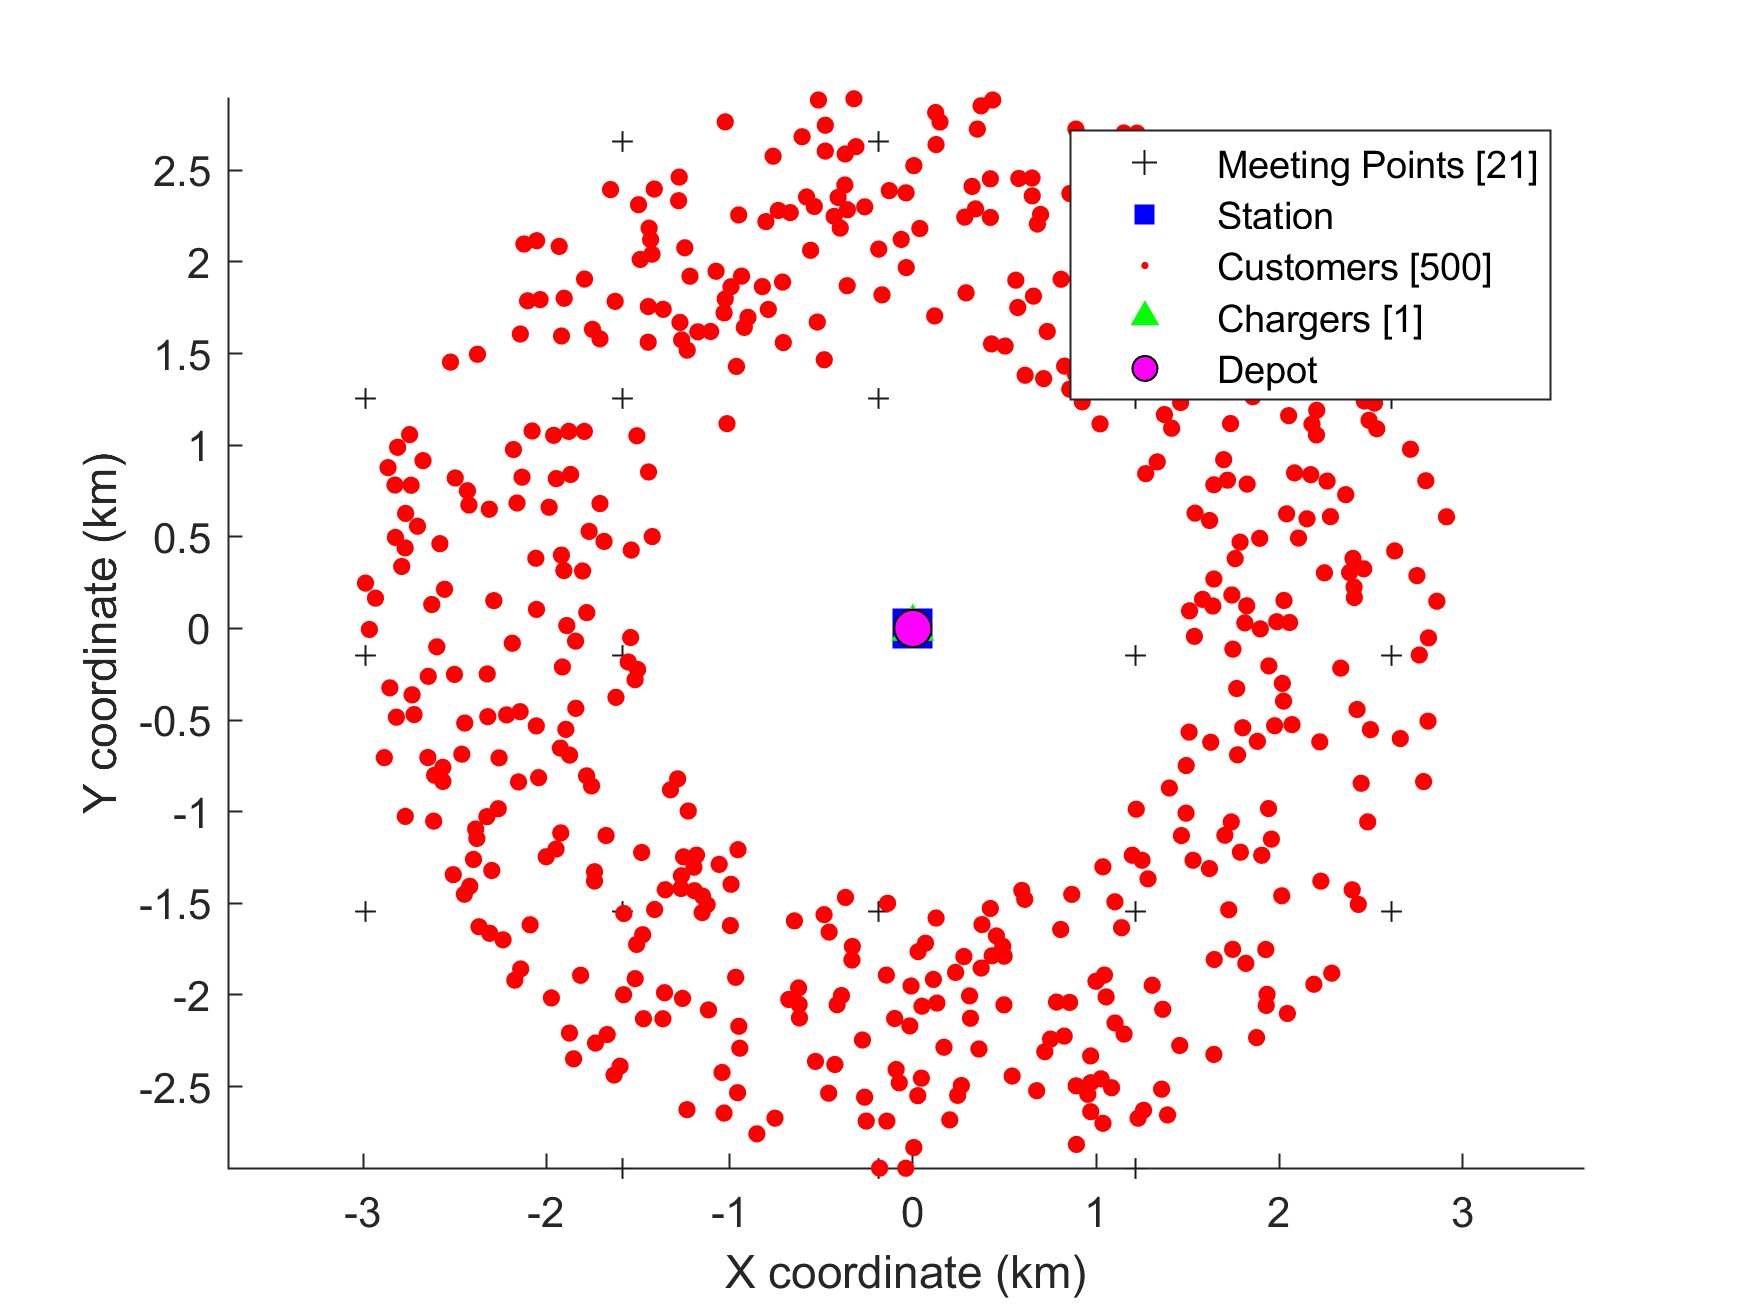 2.5
2
1.5
1
0.5
0
-0.5
-1
-1.5
-2
-2.5
Y coordinate (km)
Meeting Points [21]
Station
Customers [500]
Chargers [1]
Depot
-3 -2 -1 0 1 2 3
X coordinate (km)